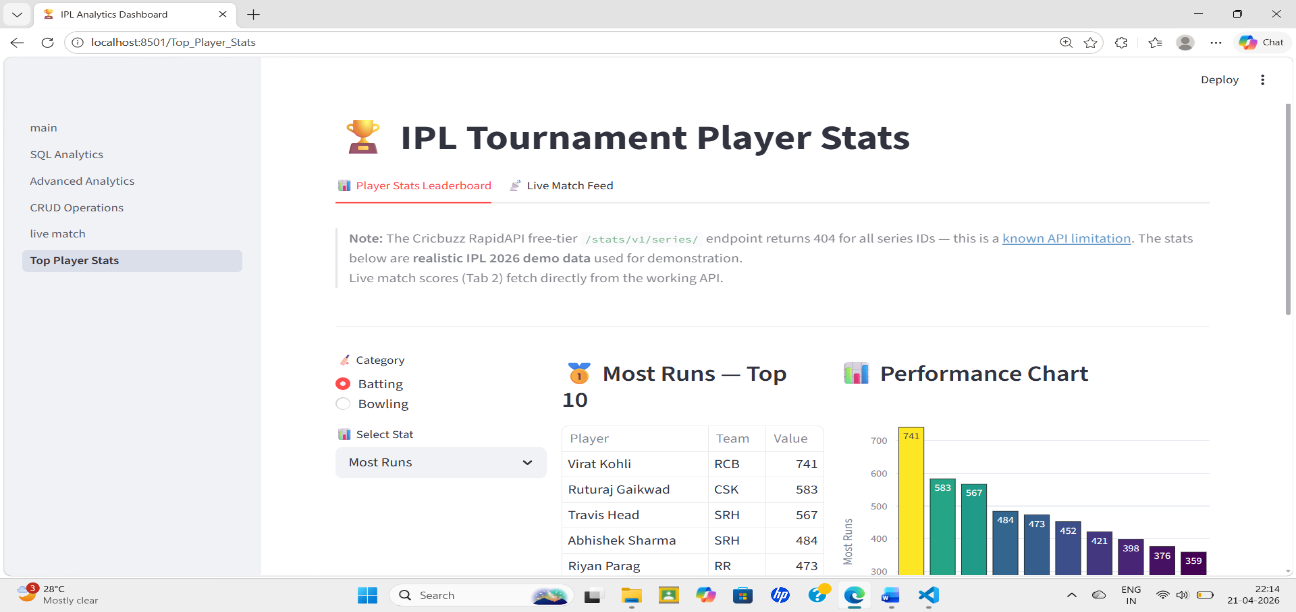 IPL Analytics Dashboard
localhost:8501/Top_Player_Stats
Chat
Deploy
main
SQL Analytics
Advanced Analytics
CRUD Operations
live match
Top Player Stats
IPL Tournament Player Stats
Player Stats Leaderboard
Live Match Feed
Note: The Cricbuzz RapidAPI free-tier /stats/v1/series/ endpoint returns 404 for all series IDs — this is a known API limitation. The stats
below are realistic IPL 2026 demo data used for demonstration.
Live match scores (Tab 2) fetch directly from the working API.
Category
Batting
Bowling
Select Stat
Most Runs
1
Most Runs — Top
10
Player Team Value
Virat Kohli RCB 741
Ruturaj Gaikwad CSK 583
Travis Head SRH 567
Abhishek Sharma SRH 484
Riyan Parag RR 473
Performance Chart
Most Runs
700
600
500
400
300
741
583
567
484
473
452
421
398
376
359
3
28°C
Mostly clear
Search
ENG
IN
22:14
21-04-2026